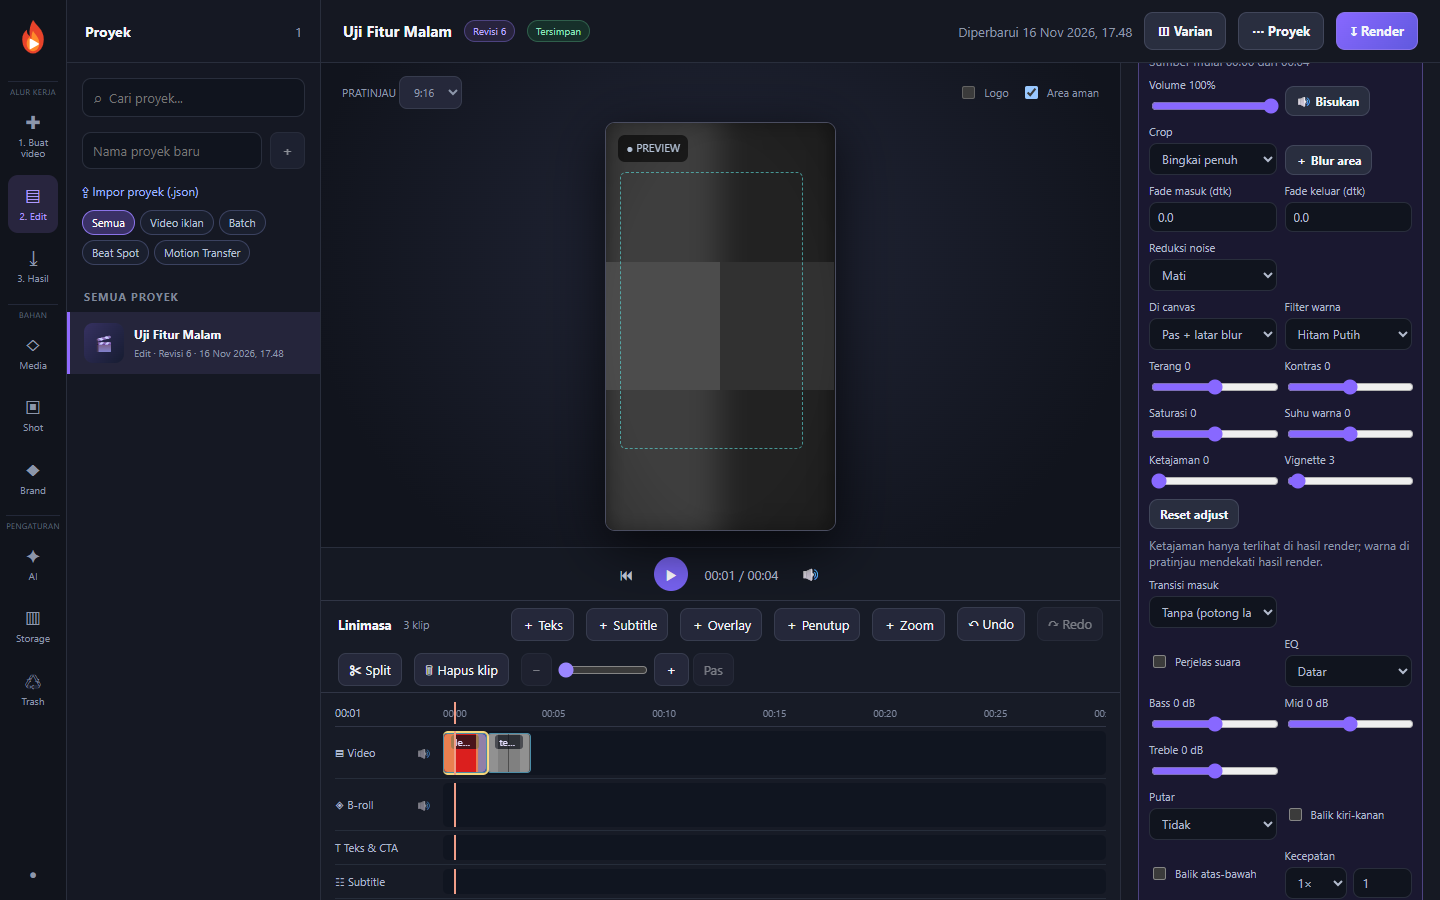 ALUR KERJA
1. Buat
video
2. Edit
3. Hasil
BAHAN
Media
Shot
Brand
PENGATURAN
AI
Storage
Trash
Proyek 1
Cari proyek...
Nama proyek baru +
Impor proyek (.json)
Semua Video iklan Batch
Beat Spot Motion Transfer
SEMUA PROYEK
Uji Fitur Malam
Edit · Revisi 6 · 16 Nov 2026, 17.48
Uji Fitur Malam Revisi 6 Tersimpan Diperbarui 16 Nov 2026, 17.48 Varian ··· Proyek Render
PRATINJAU 9:16 Logo Area aman
PREVIEW
00:01 / 00:04
Linimasa 3 klip + Teks + Subtitle + Overlay + Penutup + Zoom Undo Redo
Split Hapus klip − + Pas
00:01 00:00 00:05 00:10 00:15 00:20 00:25 00:
Video le... te...
B-roll
T Teks & CTA
Subtitle
Sumber mulai 00:00 dari 00:04
Volume 100%
Bisukan
Crop
Bingkai penuh + Blur area
Fade masuk (dtk) Fade keluar (dtk)
0.0 0.0
Reduksi noise
Mati
Di canvas Filter warna
Pas + latar blur Hitam Putih
Terang 0 Kontras 0
Saturasi 0 Suhu warna 0
Ketajaman 0 Vignette 3
Reset adjust
Ketajaman hanya terlihat di hasil render; warna di
pratinjau mendekati hasil render.
Transisi masuk
Tanpa (potong la
EQ
Perjelas suara Datar
Bass 0 dB Mid 0 dB
Treble 0 dB
Putar
Tidak Balik kiri-kanan
Kecepatan
Balik atas-bawah 1× 1